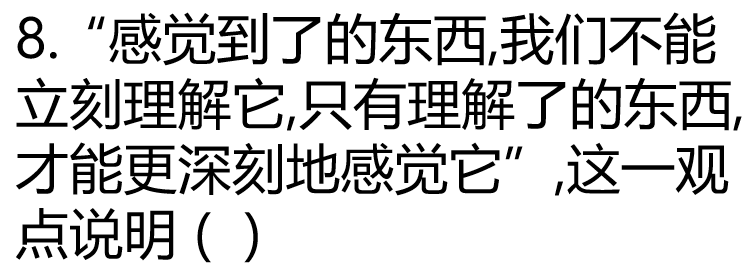 8.“感觉到了的东西,我们不能
立刻理解它,只有理解了的东西,
才能更深刻地感觉它”,这一观
点说明 ( )